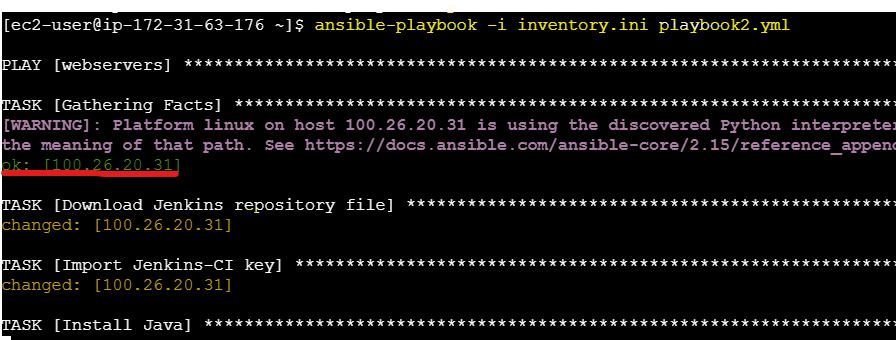 [ec2-user@ip-172-31-63-176 ~]$ ansible-playbook -i inventory.ini playbook2.yml
PLAY [webservers] **********************************************************************
TASK [Gathering Facts] *****************************************************************
[WARNING]: Platform linux on host 100.26.20.31 is using the discovered Python interprete
the meaning of that path. See https://docs.ansible.com/ansible-core/2.15/reference_appen
ok: [100.26.20.31]
TASK [Download Jenkins repository file] ************************************************
changed: [100.26.20.31]
TASK [Import Jenkins-CI key] ***********************************************************
changed: [100.26.20.31]
TASK [Install Java] ********************************************************************